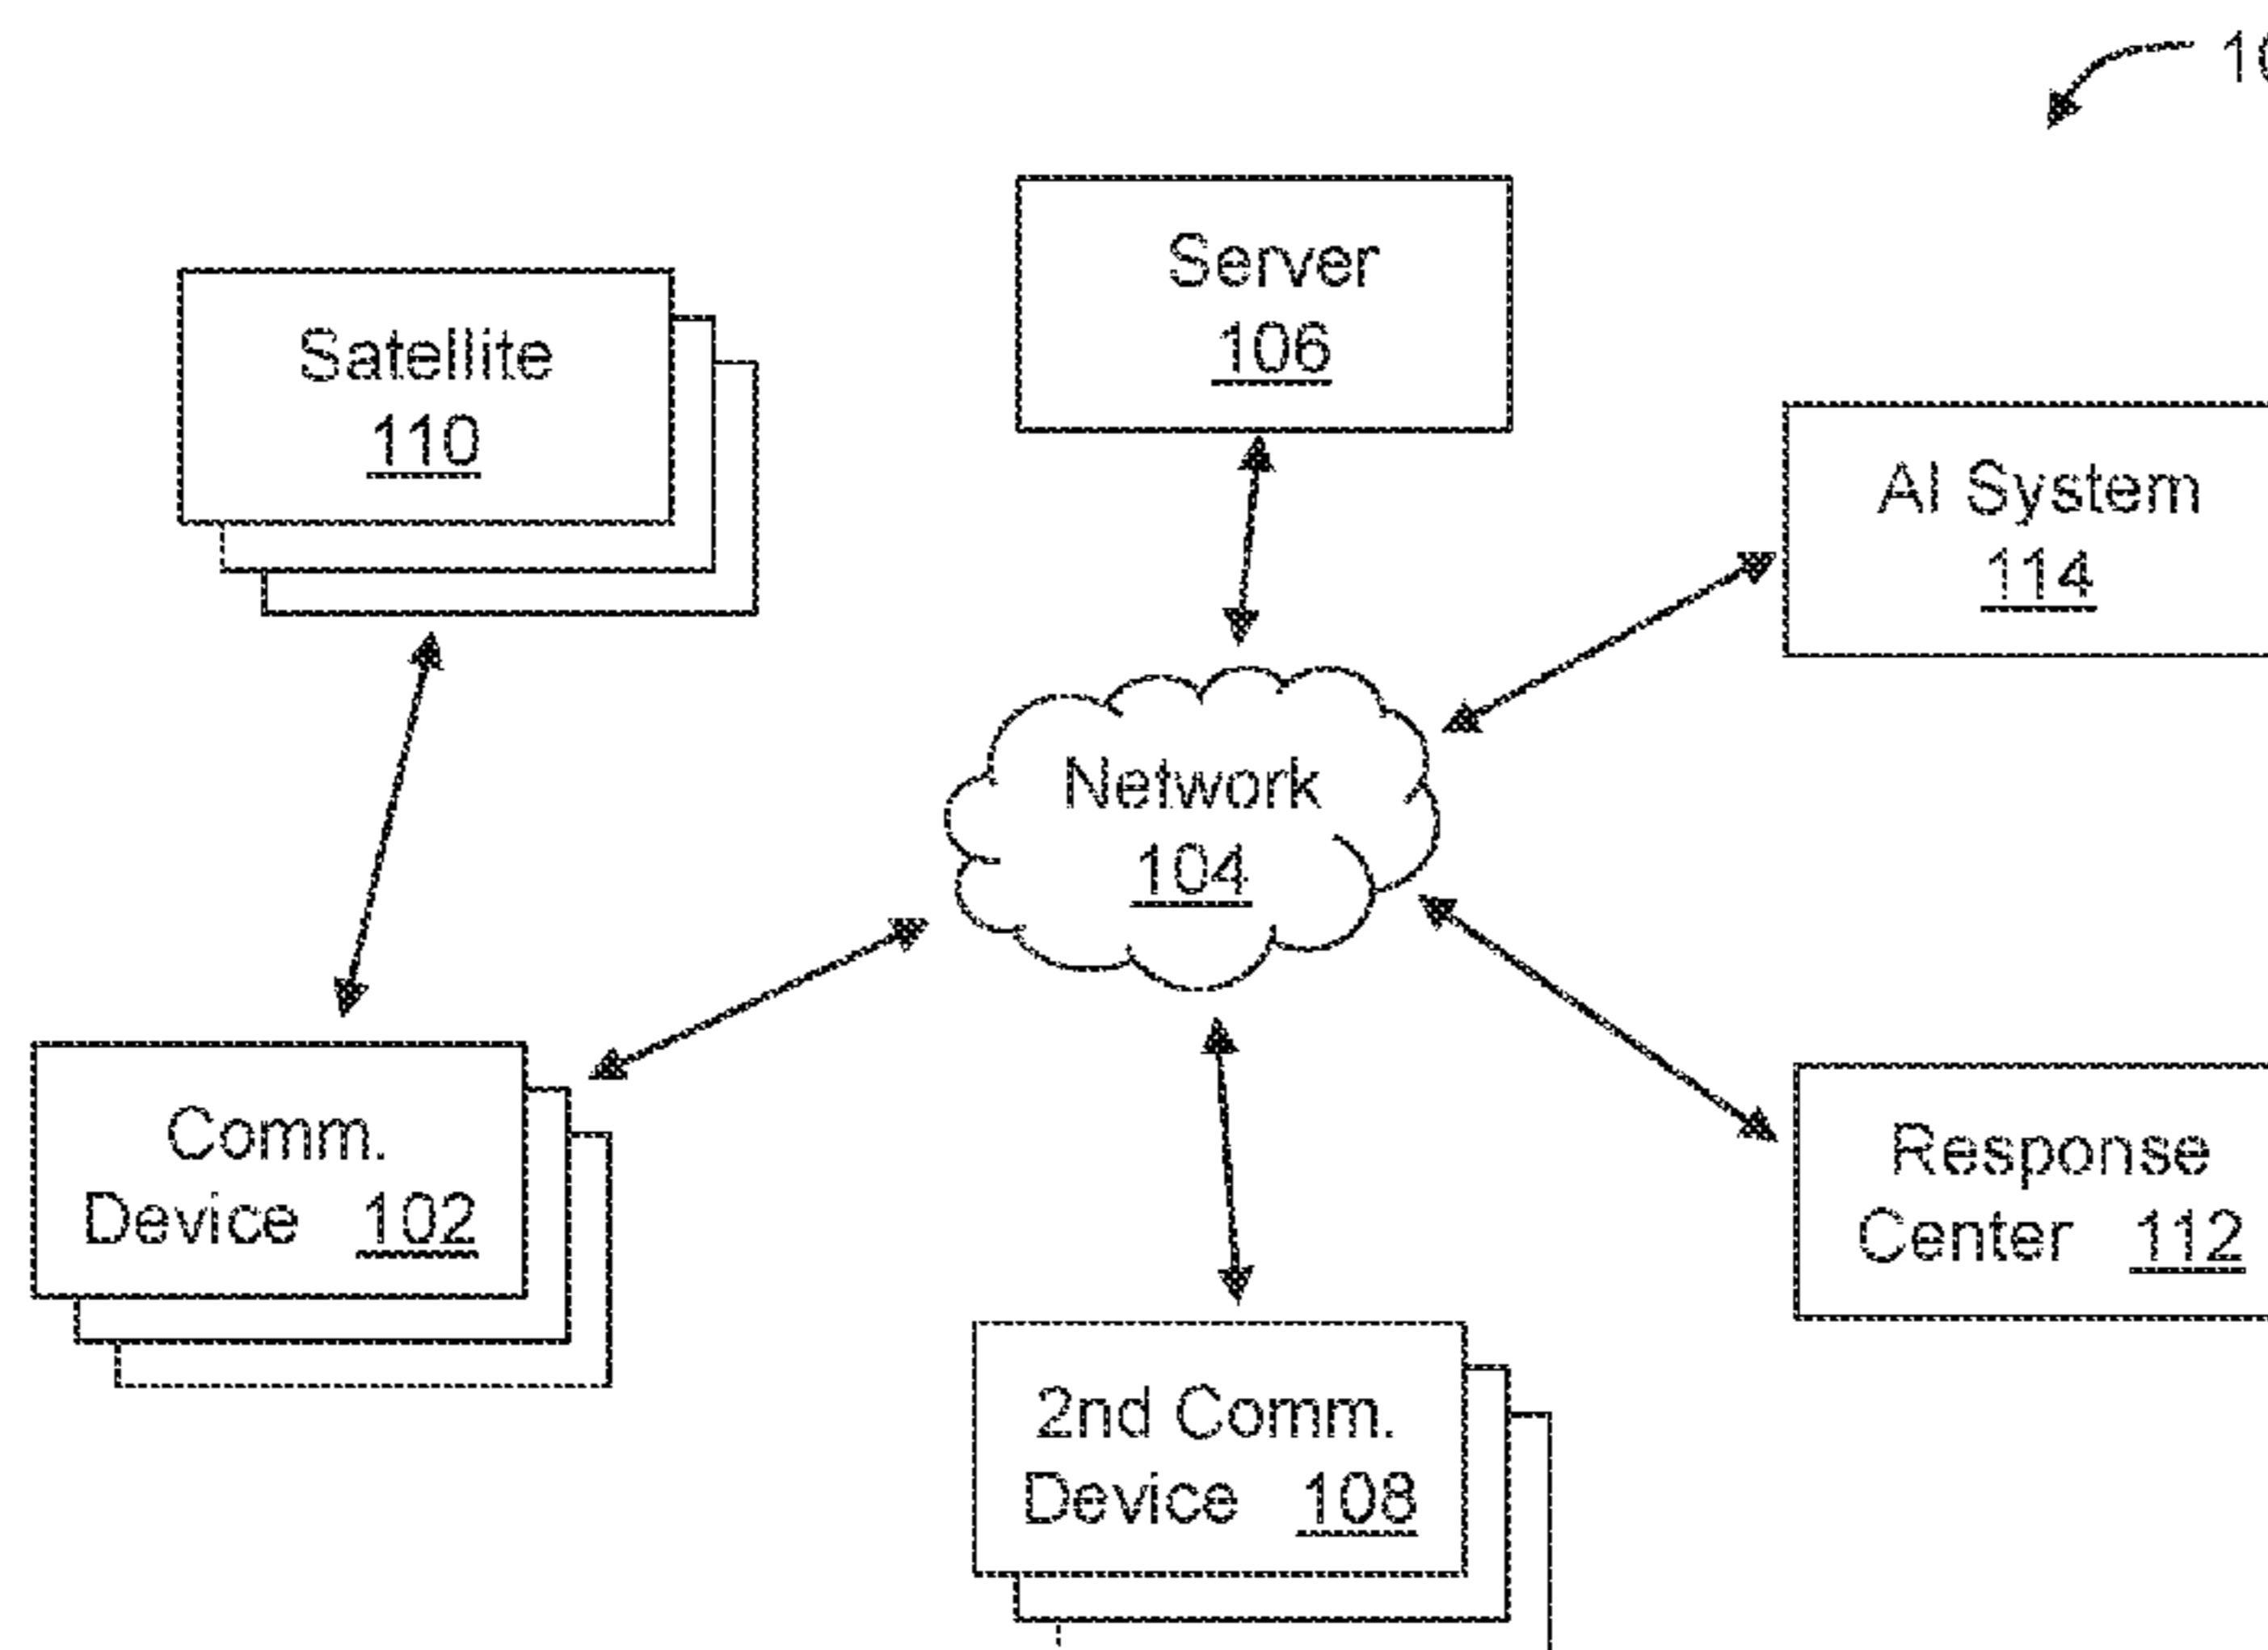 10
Server
106
Satellite
110
AI System
114
Network
104
Comm.
Device 102
Response
Center 112
2nd Comm.
Device 108